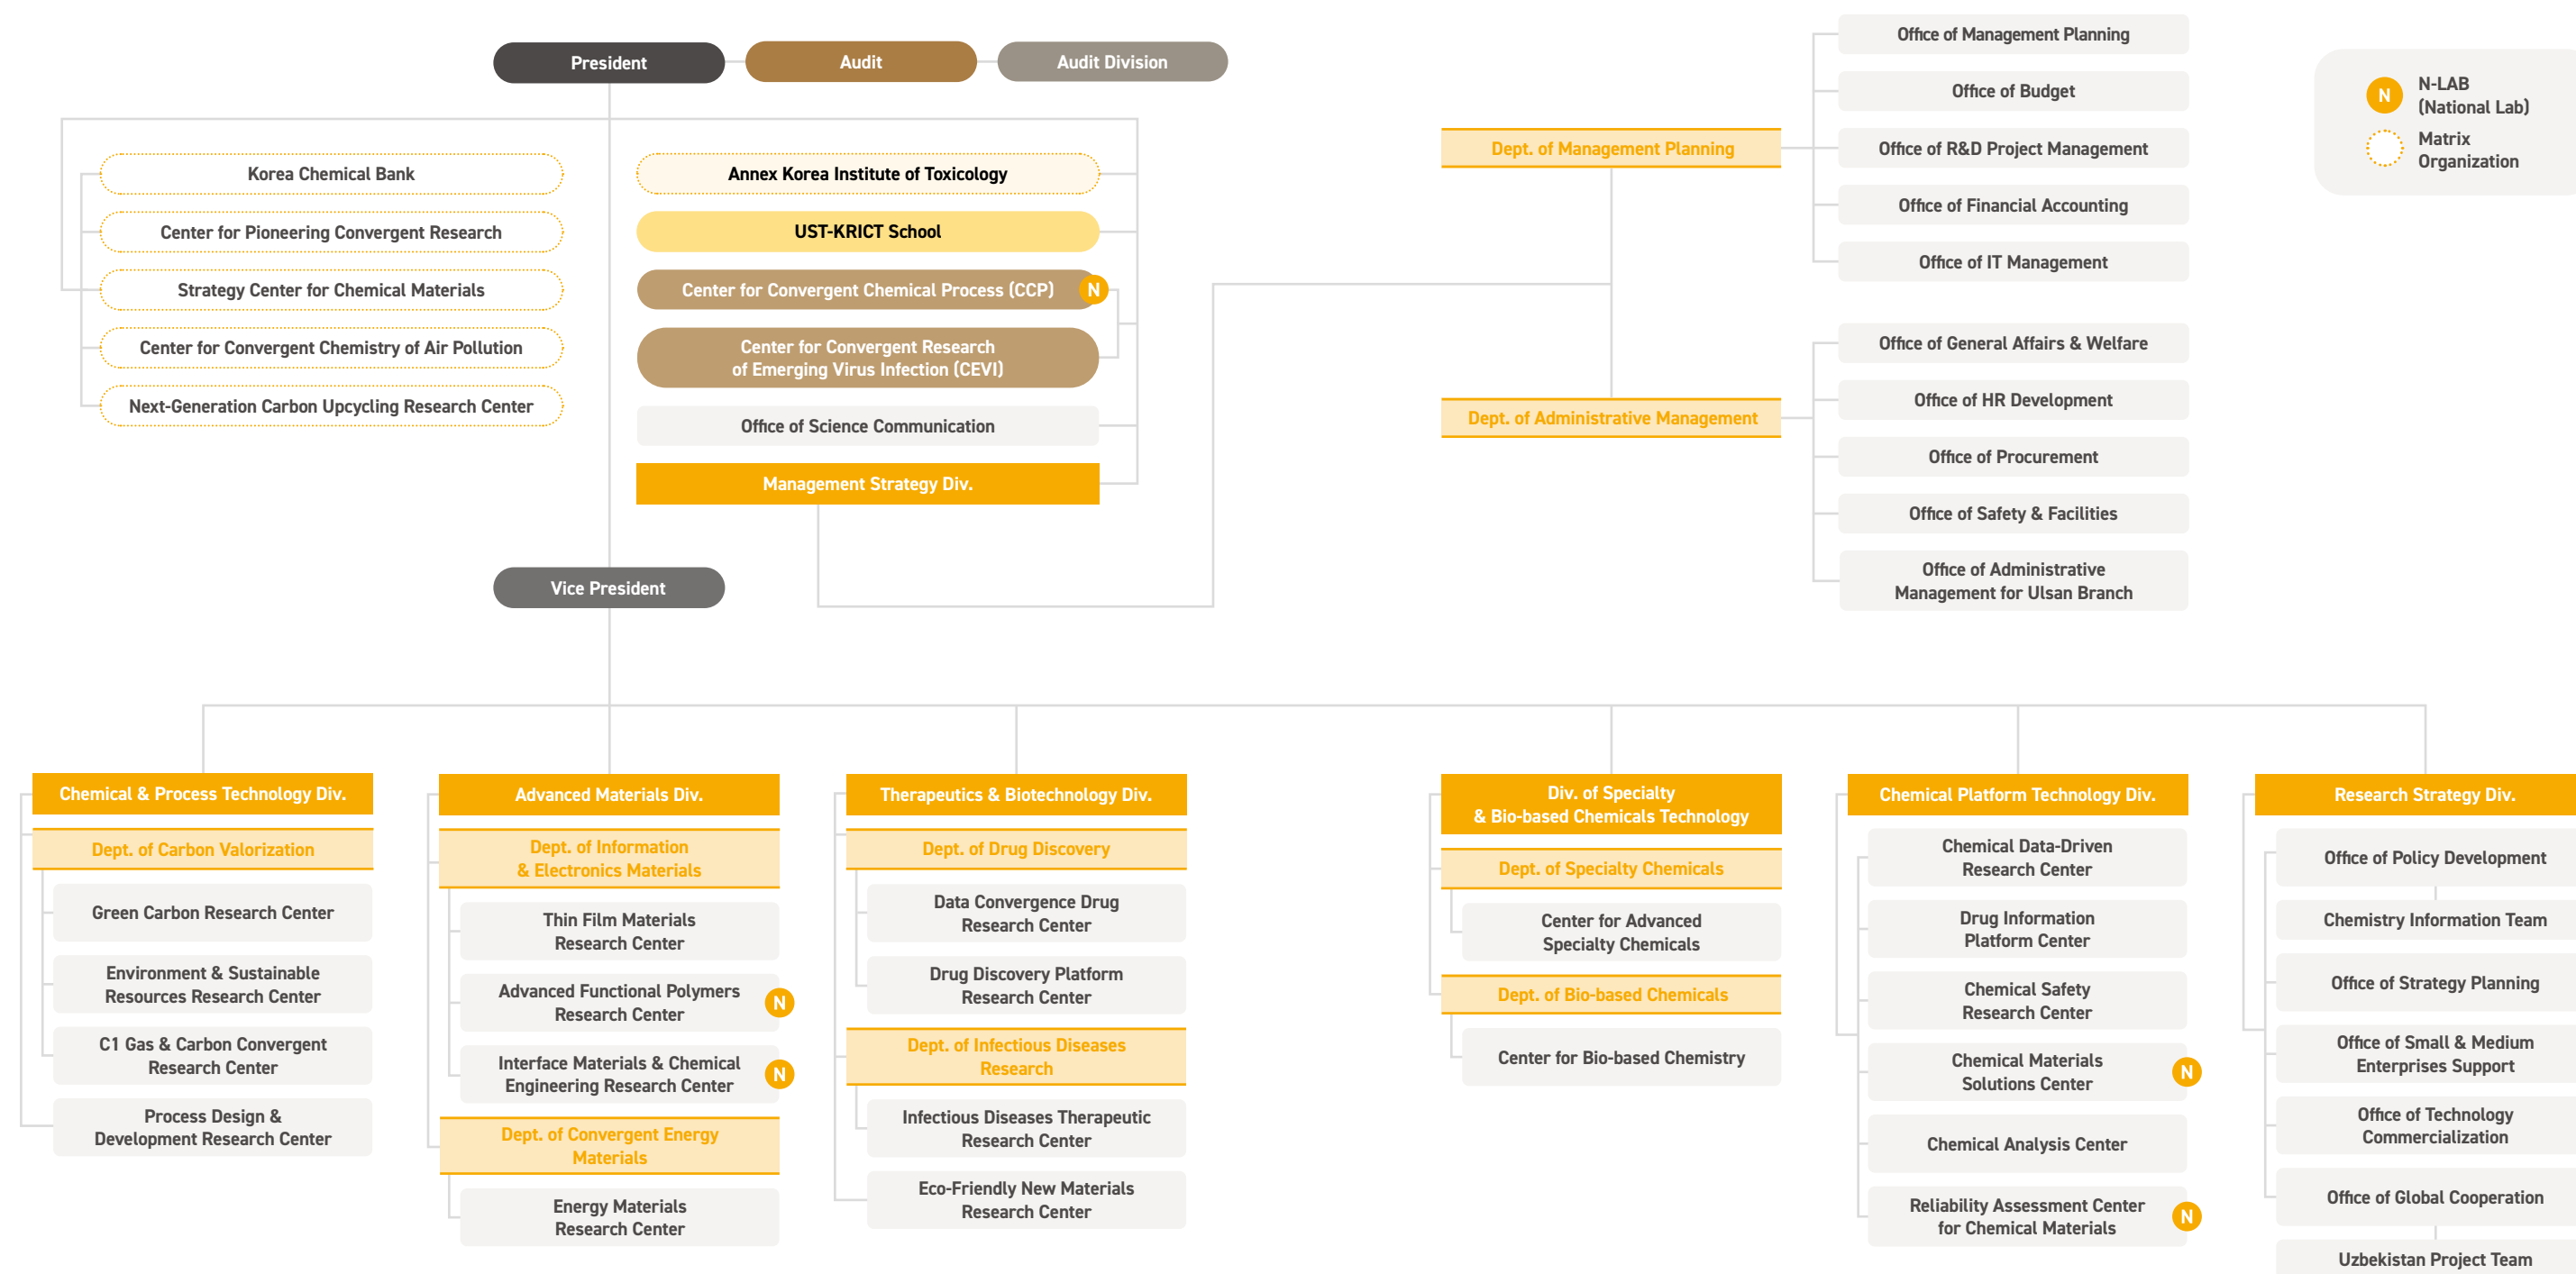 President
Audit
Audit Division
Korea Chemical Bank
Center for Pioneering Convergent Research
Strategy Center for Chemical Materials
Center for Convergent Chemistry of Air Pollution
Next-Generation Carbon Upcycling Research Center
Annex Korea Institute of Toxicology
UST-KRICT School
Center for Convergent Chemical Process (CCP)
N
Center for Convergent Research
of Emerging Virus Infection (CEVI)
Office of Science Communication
Management Strategy Div.
Dept. of Management Planning
Office of Management Planning
Office of Budget
Office of R&D Project Management
Office of Financial Accounting
Office of IT Management
Dept. of Administrative Management
Office of General Affairs & Welfare
Office of HR Development
Office of Procurement
Office of Safety & Facilities
Office of Administrative
Management for Ulsan Branch
N
N-LAB
(National Lab)
Matrix
Organization
Vice President
Chemical & Process Technology Div.
Dept. of Carbon Valorization
Green Carbon Research Center
Environment & Sustainable
Resources Research Center
C1 Gas & Carbon Convergent
Research Center
Process Design &
Development Research Center
Advanced Materials Div.
Dept. of Information
& Electronics Materials
Thin Film Materials
Research Center
Advanced Functional Polymers
Research Center
N
Interface Materials & Chemical
Engineering Research Center
N
Dept. of Convergent Energy
Materials
Energy Materials
Research Center
Therapeutics & Biotechnology Div.
Dept. of Drug Discovery
Data Convergence Drug
Research Center
Drug Discovery Platform
Research Center
Dept. of Infectious Diseases
Research
Infectious Diseases Therapeutic
Research Center
Eco-Friendly New Materials
Research Center
Div. of Specialty
& Bio-based Chemicals Technology
Dept. of Specialty Chemicals
Center for Advanced
Specialty Chemicals
Dept. of Bio-based Chemicals
Center for Bio-based Chemistry
Chemical Platform Technology Div.
Chemical Data-Driven
Research Center
Drug Information
Platform Center
Chemical Safety
Research Center
Chemical Materials
Solutions Center
N
Chemical Analysis Center
Reliability Assessment Center
for Chemical Materials
N
Research Strategy Div.
Office of Policy Development
Chemistry Information Team
Office of Strategy Planning
Office of Small & Medium
Enterprises Support
Office of Technology
Commercialization
Office of Global Cooperation
Uzbekistan Project Team